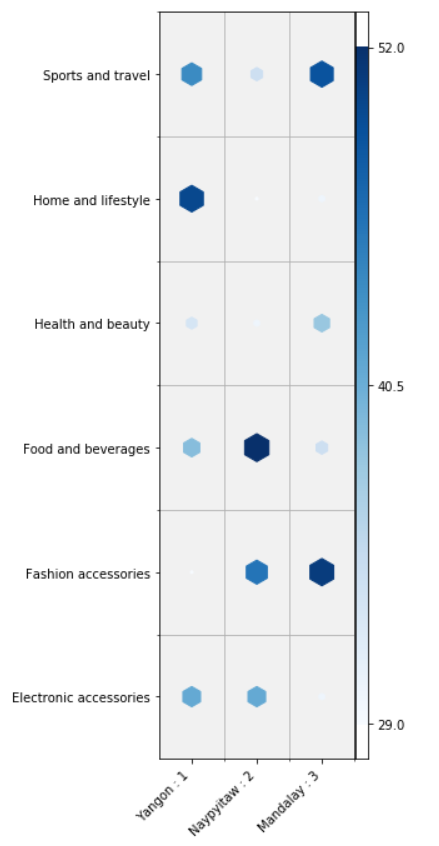 52.0
Sports and travel
Home and lifestyle
Health and beauty
40.5
Food and beverages
Fashion accessories
Electronic accessories
29.0
Yangon : 1
Naypyitaw : 2
Mandalay : 3